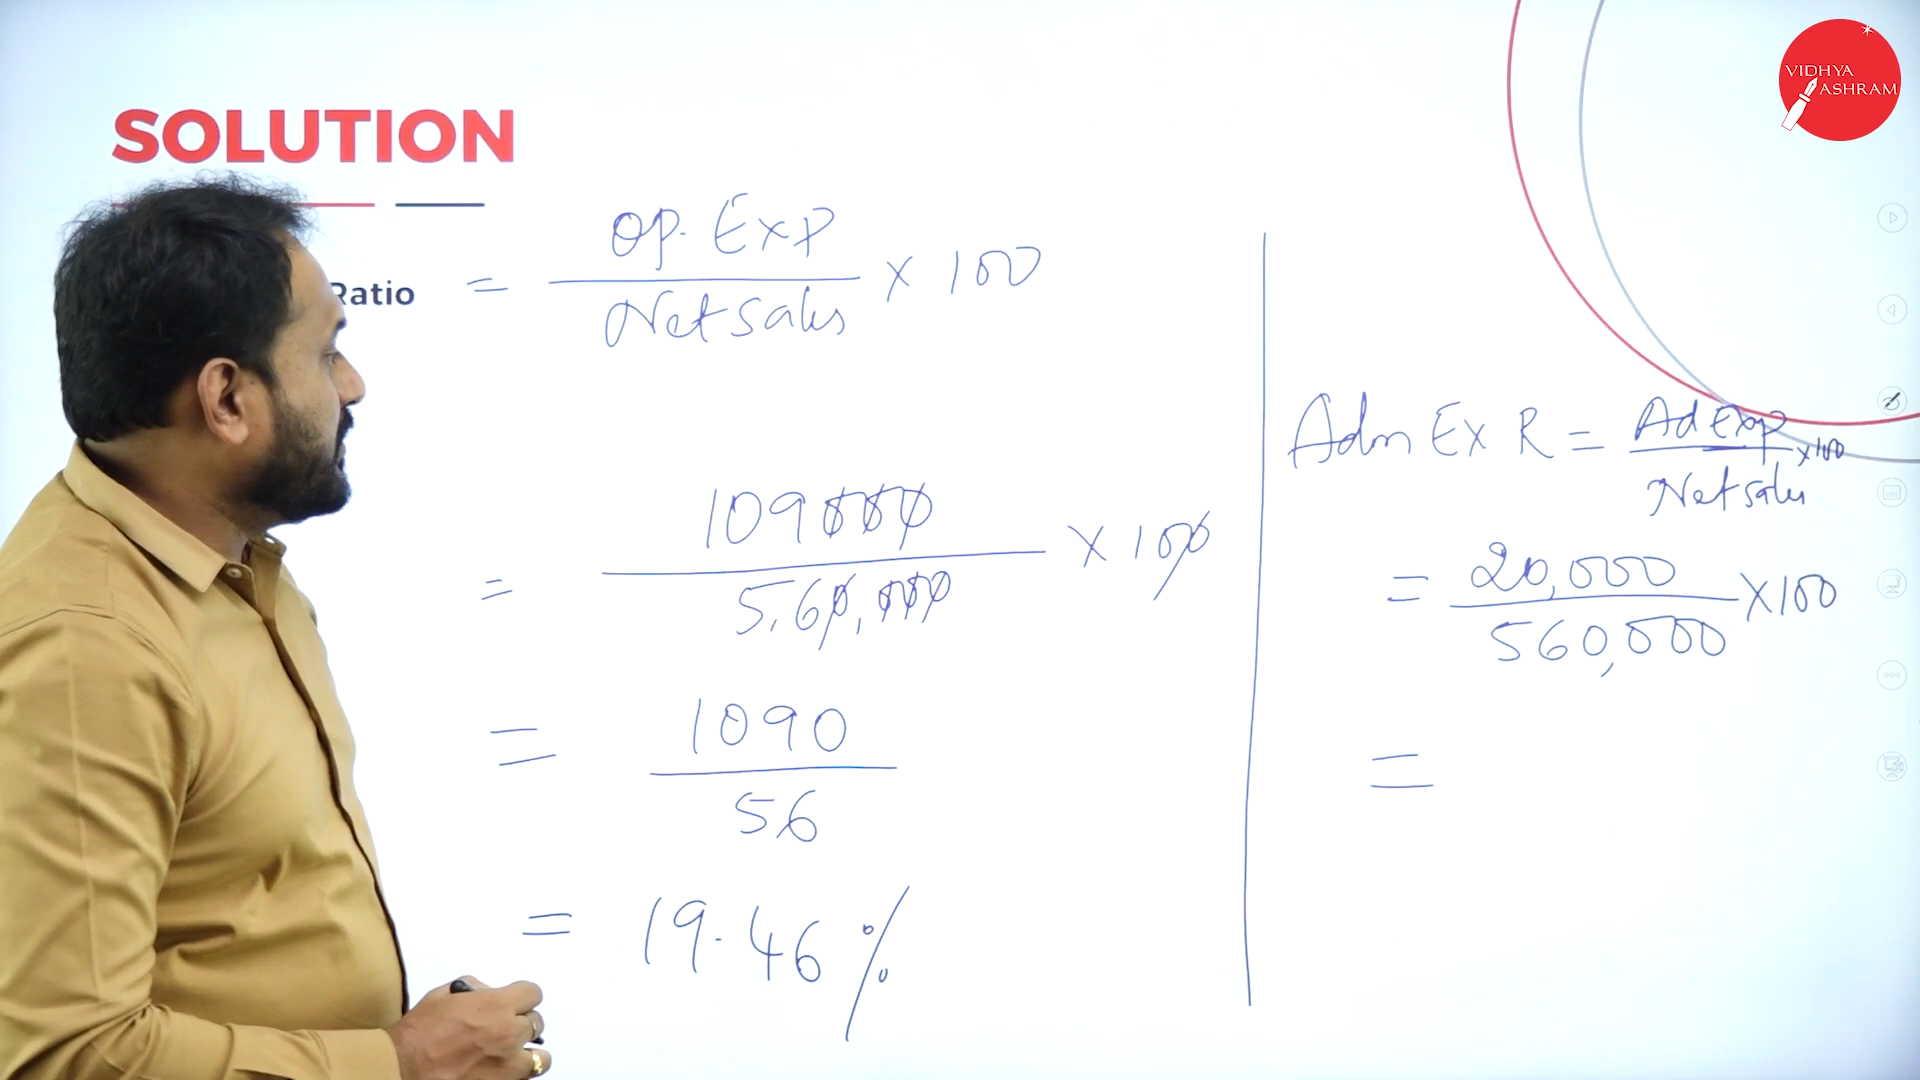 VIDHYA
ASHRAM
SOLUTION
Ratio = Op. Exp / Net Sales × 100
= 109000 / 5,60,000 × 100
= 1090 / 56
= 19.46 %
Adm Ex R = Ad Exp / Net Sales × 100
= 20,000 / 560,000 × 100
=